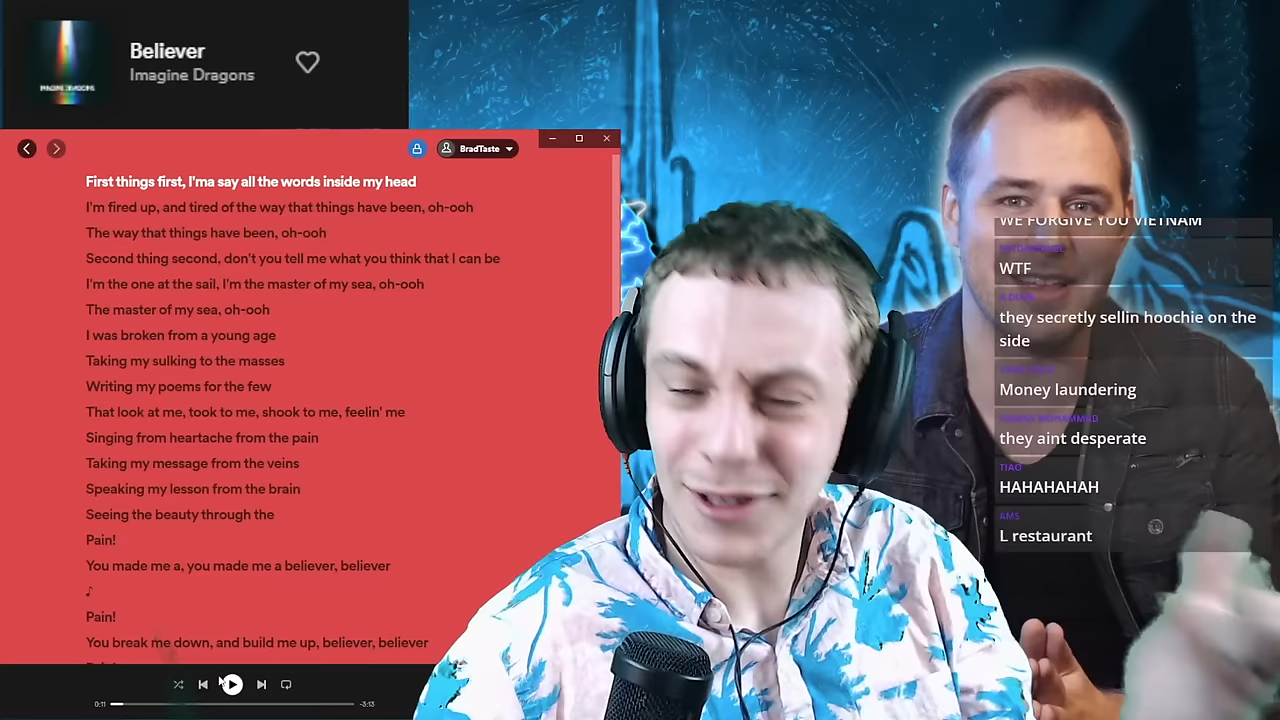 Believer
Imagine Dragons
IMAGINE DRAGONS
BradTaste
First things first, I'ma say all the words inside my head
I'm fired up, and tired of the way that things have been, oh-ooh
The way that things have been, oh-ooh
Second thing second, don't you tell me what you think that I can be
I'm the one at the sail, I'm the master of my sea, oh-ooh
The master of my sea, oh-ooh
I was broken from a young age
Taking my sulking to the masses
Writing my poems for the few
That look at me, took to me, shook to me, feelin' me
Singing from heartache from the pain
Taking my message from the veins
Speaking my lesson from the brain
Seeing the beauty through the
Pain!
You made me a, you made me a believer, believer
♪
Pain!
You break me down, and build me up, believer, believer
0:11
-3:13
WE FORGIVE YOU VIETNAM
WTF
they secretly sellin hoochie on the
side
Money laundering
they aint desperate
TIAO
HAHAHAHAH
AMS
L restaurant